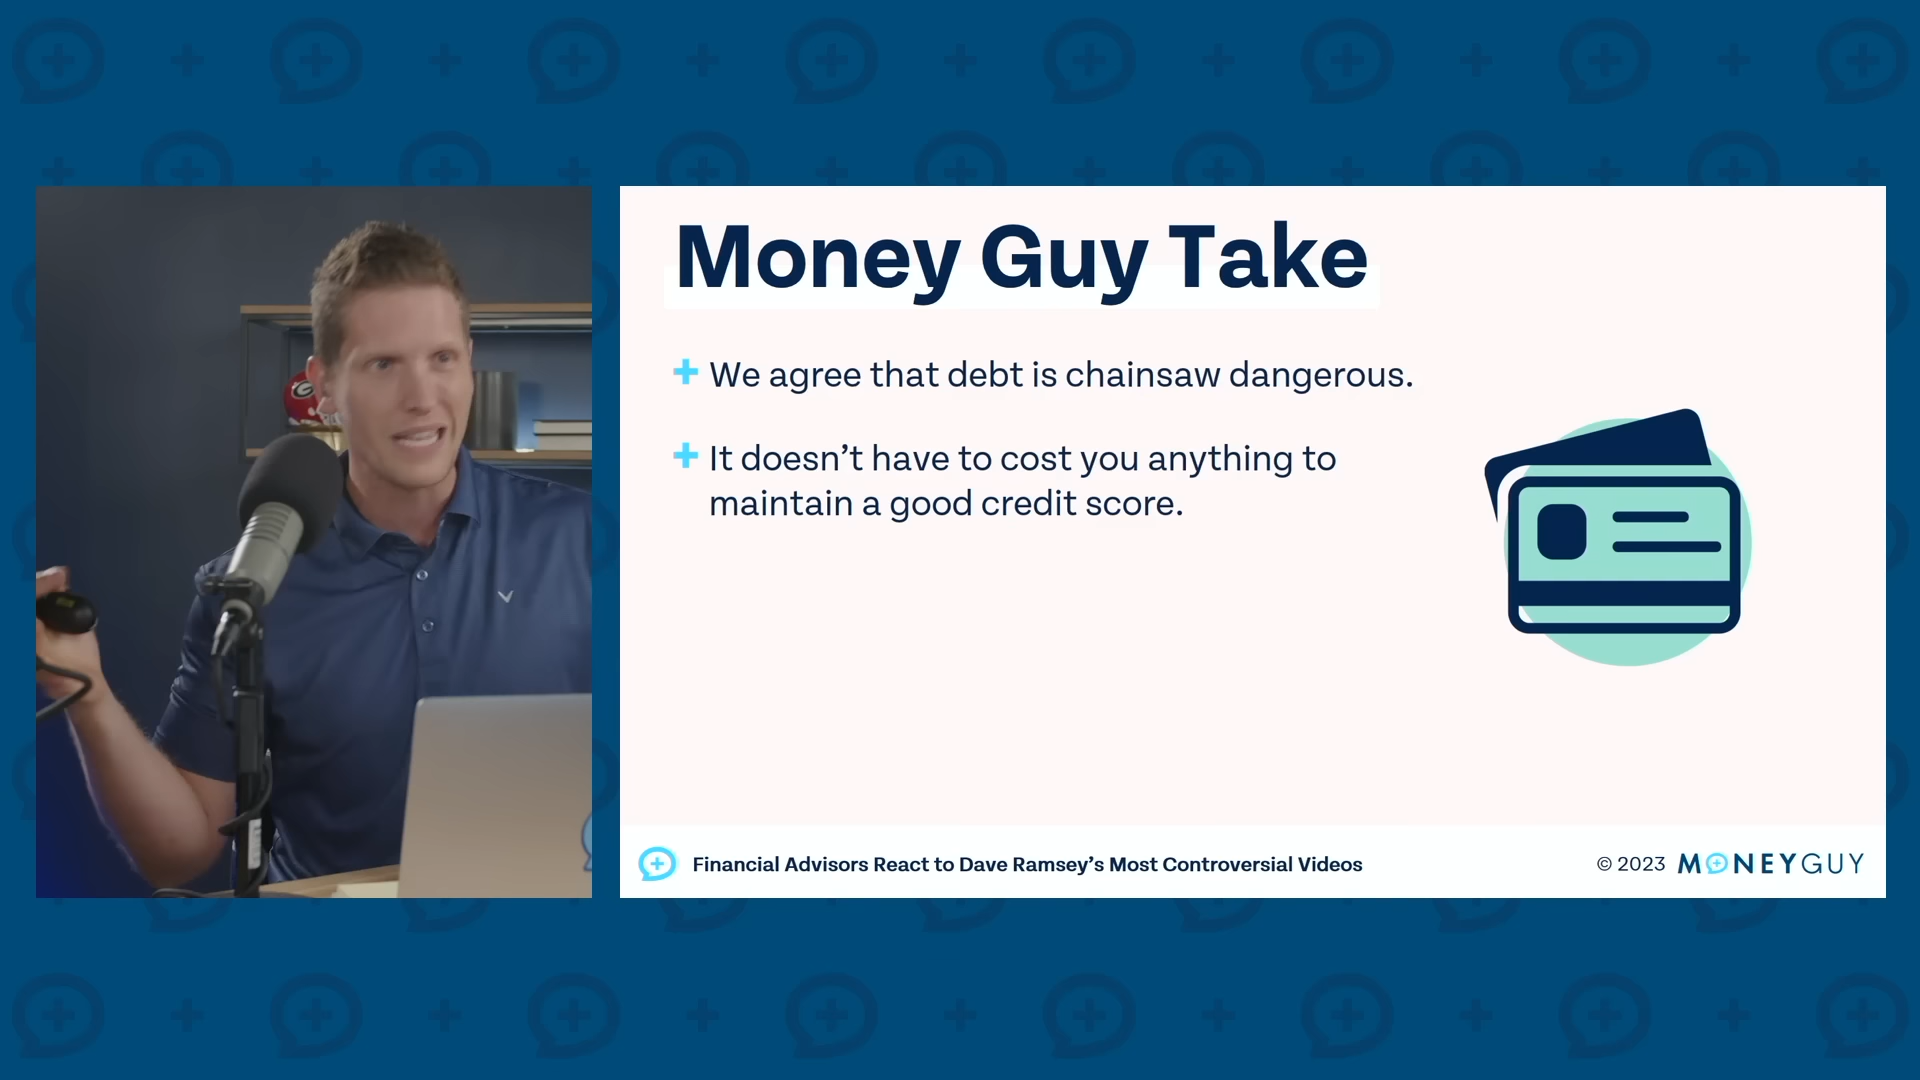 Money Guy Take
We agree that debt is chainsaw dangerous.
It doesn’t have to cost you anything to
maintain a good credit score.
Financial Advisors React to Dave Ramsey’s Most Controversial Videos
© 2023 MONEYGUY